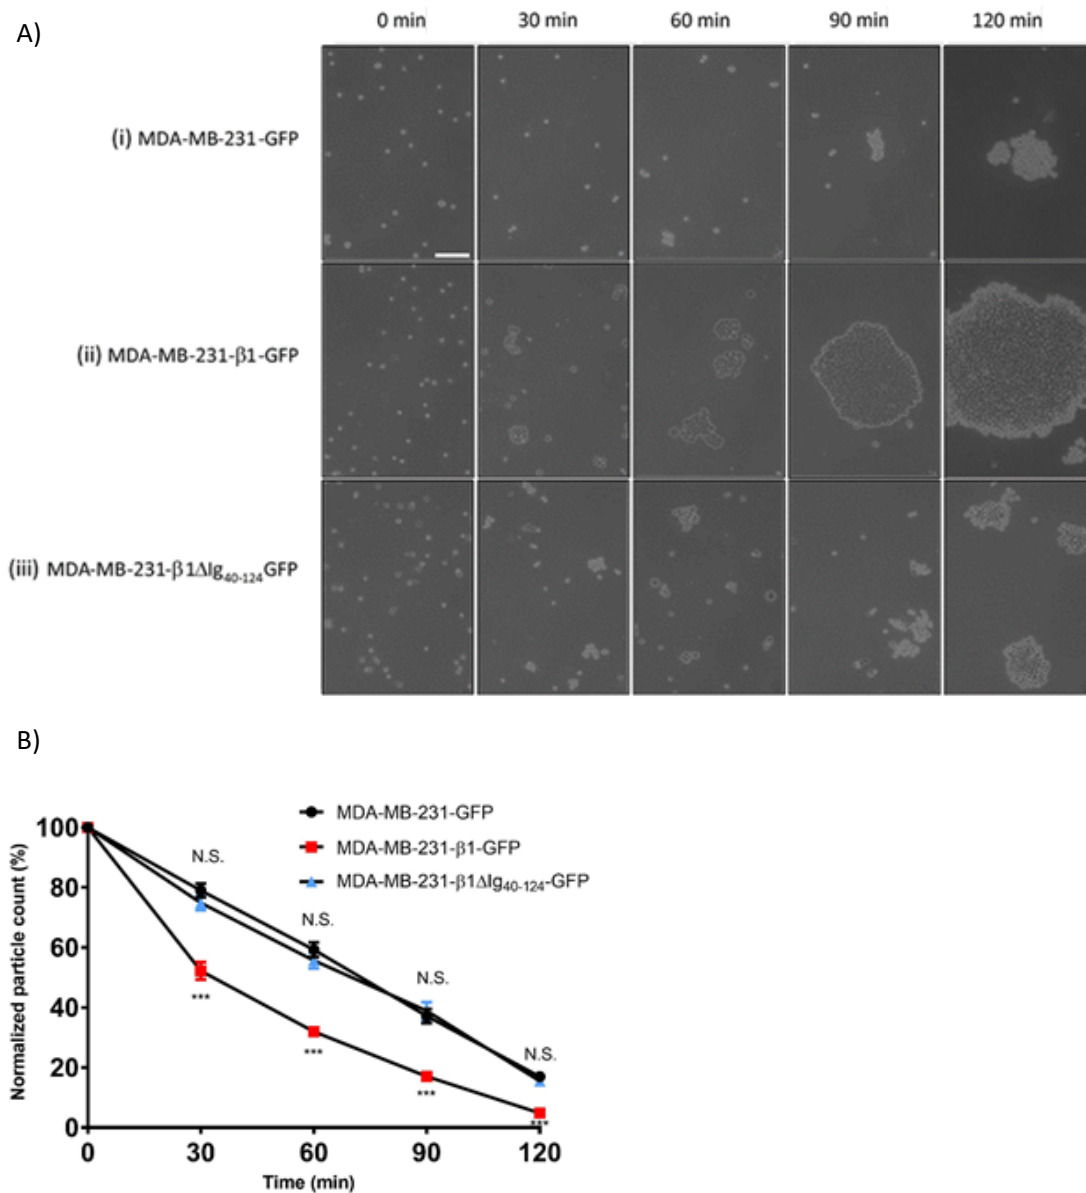 A)
0 min 30 min 60 min 90 min 120 min
(i) MDA-MB-231-GFP
(ii) MDA-MB-231-β1-GFP
(iii) MDA-MB-231-β1ΔIg40-124GFP
B)
MDA-MB-231-GFP
MDA-MB-231-β1-GFP
MDA-MB-231-β1ΔIg40-124-GFP
Normalized particle count (%)
100
80
60
40
20
0
N.S.
N.S.
N.S.
N.S.
***
***
***
***
0 30 60 90 120
Time (min)